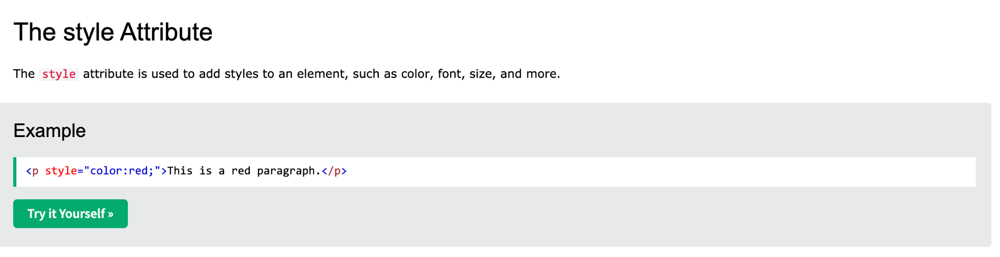 The style Attribute
The style attribute is used to add styles to an element, such as color, font, size, and more.
Example
<p style="color:red;">This is a red paragraph.</p>
Try it Yourself »